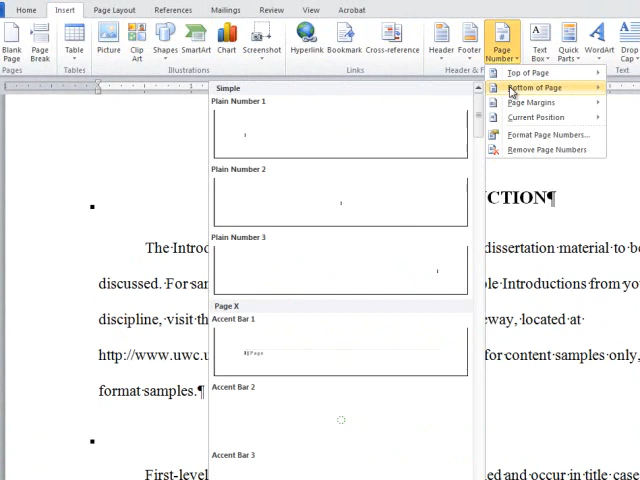 Home Insert Page Layout References Mailings Review View Acrobat
Blank Page
Page Break
Table
Picture
Clip Art
Shapes
SmartArt
Chart
Screenshot
Hyperlink
Bookmark
Cross-reference
Header
Footer
Page Number
Text Box
Quick Parts
WordArt
Drop Cap
Pages
Illustrations
Links
Header & F
Top of Page
Bottom of Page
Page Margins
Current Position
Format Page Numbers...
Remove Page Numbers
Simple
Plain Number 1
Plain Number 2
Plain Number 3
Page X
Accent Bar 1
1|Page
Accent Bar 2
Accent Bar 3
CTION¶
The·Introd dissertation·material·to·be
discussed.·For·sam le·Introductions·from·you
discipline,·visit·th way,·located·at·
http://www.uwc.u for·content·samples·only,
format·samples.¶
First-level ed·and·occur·in·title·case